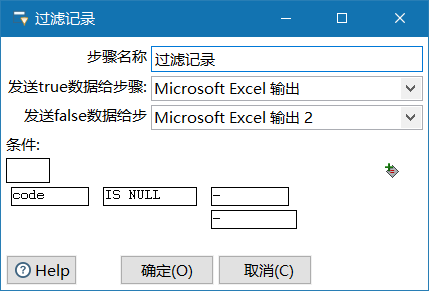 过滤记录
步骤名称 过滤记录
发送true数据给步骤: Microsoft Excel 输出
发送false数据给步 Microsoft Excel 输出 2
条件:
code IS NULL -
-
Help 确定(O) 取消(C)